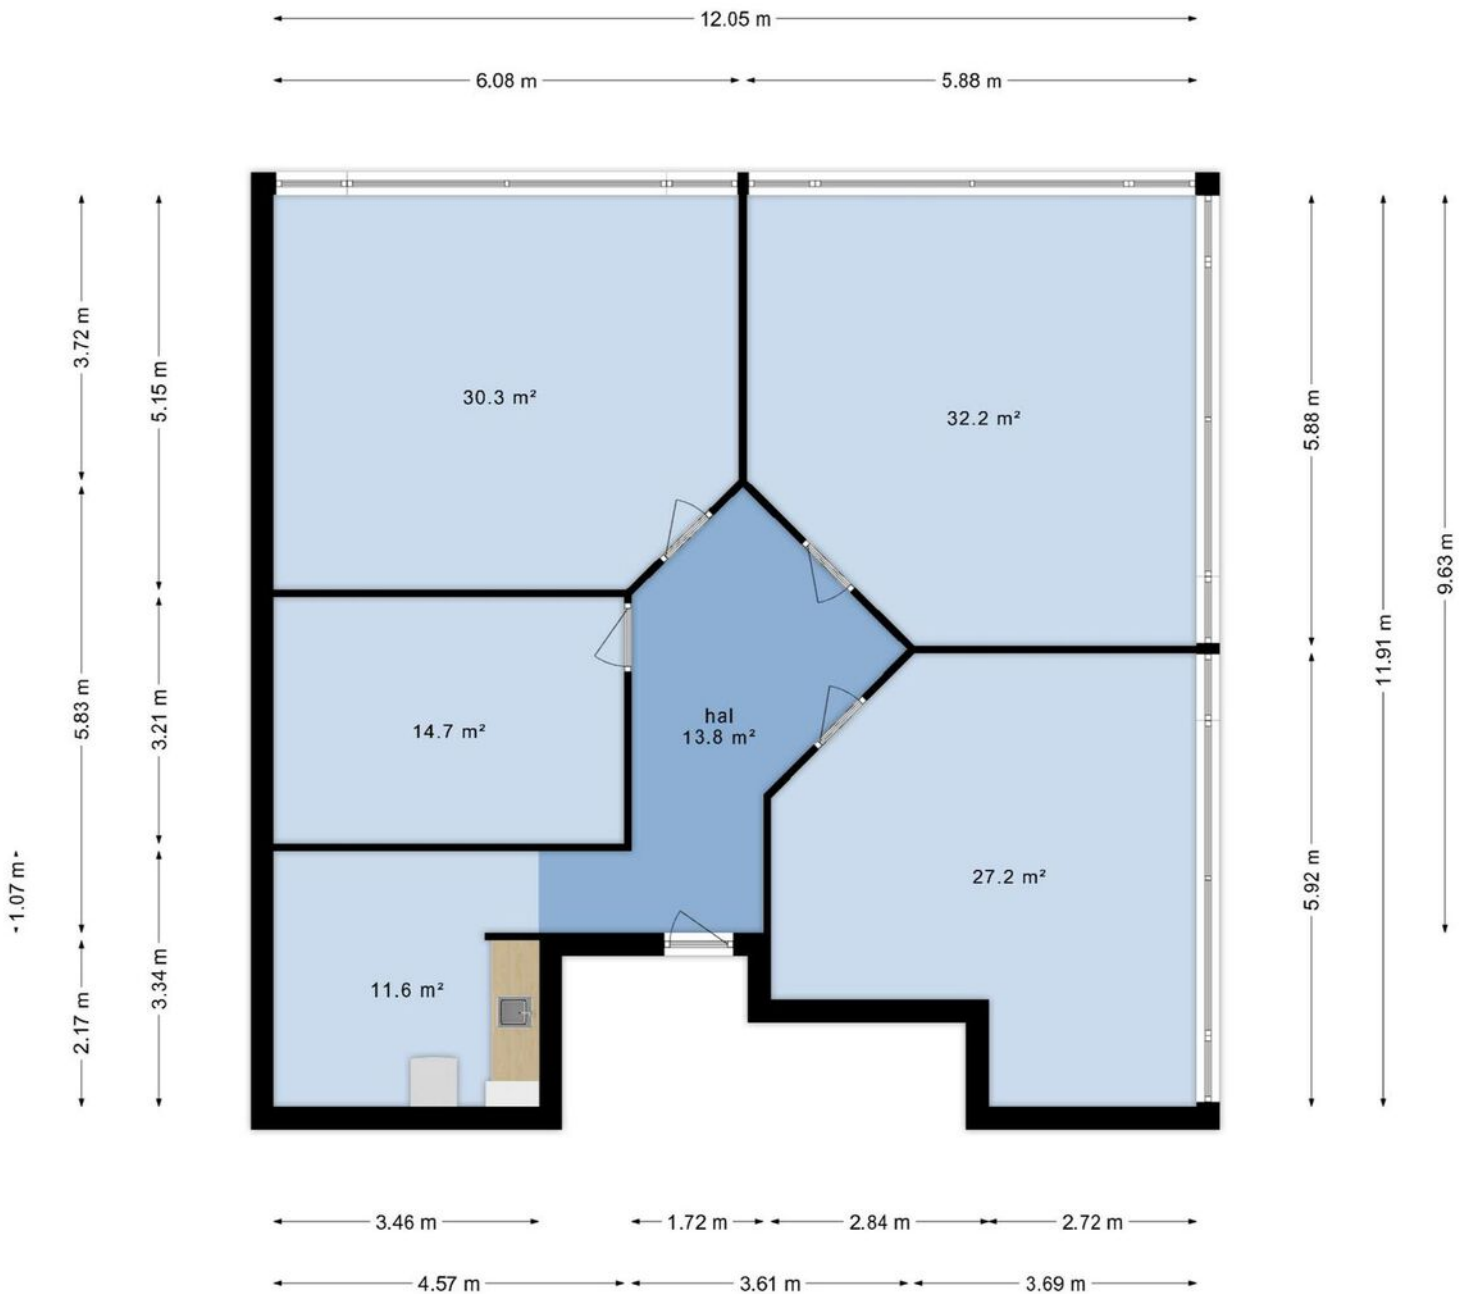 12.05 m
6.08 m
5.88 m
3.72 m
5.15 m
30.3 m²
32.2 m²
5.88 m
9.63 m
11.91 m
5.83 m
3.21 m
14.7 m²
hal
13.8 m²
1.07 m
27.2 m²
5.92 m
3.34 m
11.6 m²
2.17 m
3.46 m
1.72 m
2.84 m
2.72 m
4.57 m
3.61 m
3.69 m